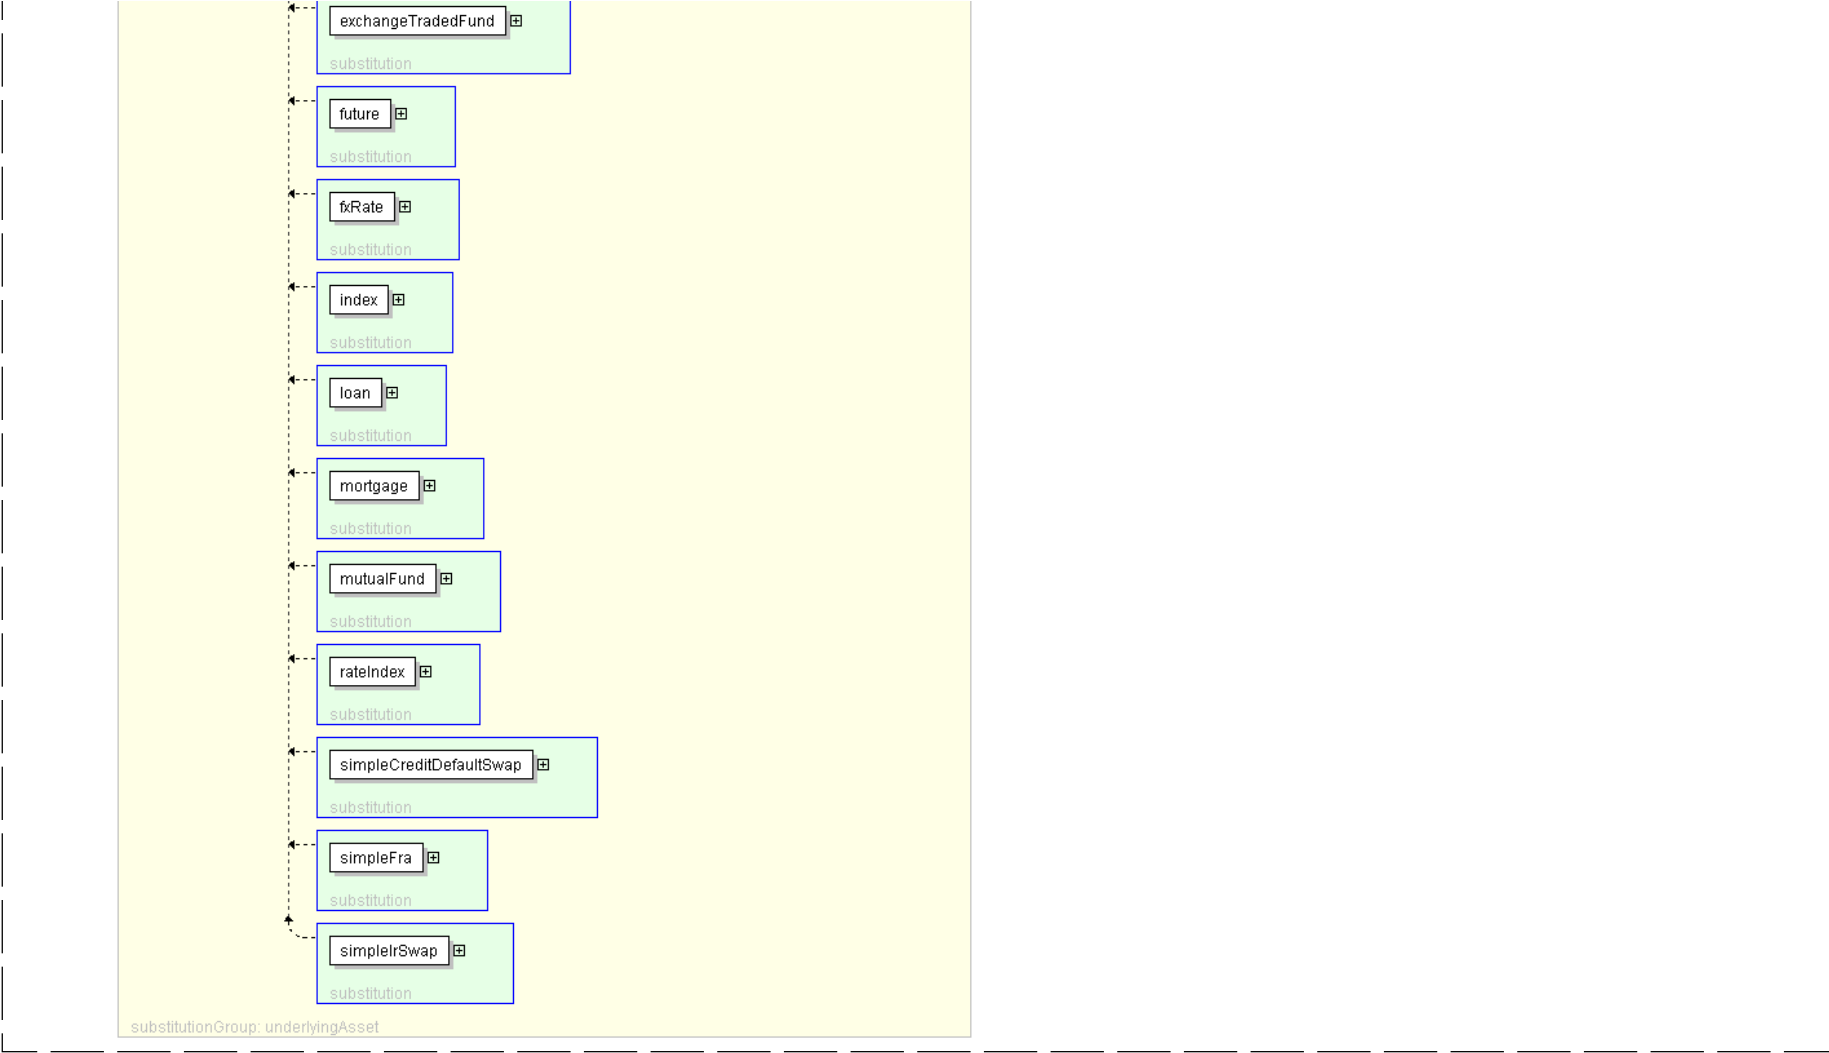 exchangeTradedFund
substitution
future
substitution
fxRate
substitution
index
substitution
loan
substitution
mortgage
substitution
mutualFund
substitution
rateIndex
substitution
simpleCreditDefaultSwap
substitution
simpleFra
substitution
simpleIrSwap
substitution
substitutionGroup: underlyingAsset